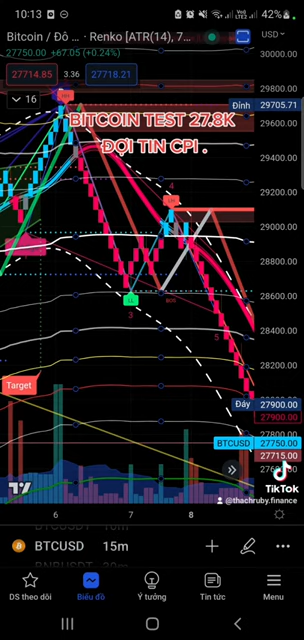 10:13
42%
Bitcoin / Đô ... · Renko [ATR(14), 7...
USD
27750.00 +67.05 (+0.24%)
30000.00
27714.85 3.36 27718.21
16
29800.00
Đỉnh 29705.71
BITCOIN TEST 27.8K
29600.00
ĐỢI TIN CPI .
29400.00
29200.00
4
29000.00
28800.00
28600.00
LL
3
28400.00
5
28200.00
28000.00
Target
Đáy 27900.00
27900.00
BTCUSD 27750.00
27715.00
TikTok
@thachruby.finance
6 7 8
BTCUSD 15m
DS theo dõi
Biểu đồ
Ý tưởng
Tin tức
Menu